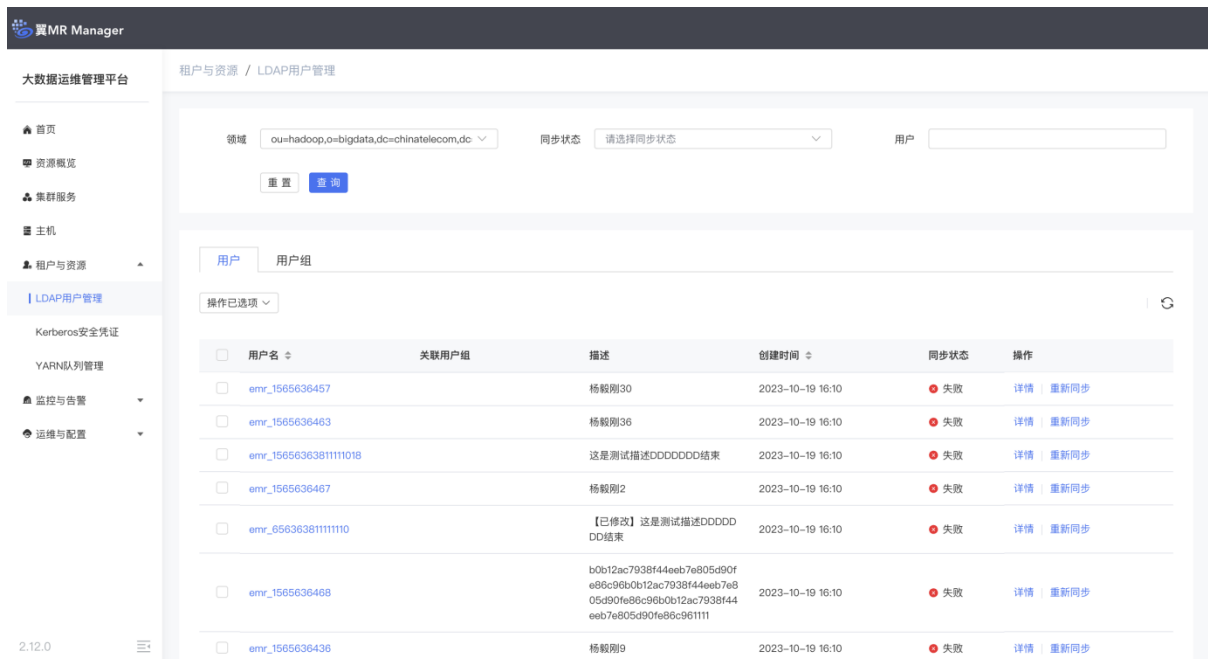 翼MR Manager
大数据运维管理平台
租户与资源 / LDAP用户管理
首页
资源概览
集群服务
主机
租户与资源
LDAP用户管理
Kerberos安全凭证
YARN队列管理
监控与告警
运维与配置
2.12.0
领域 ou=hadoop,o=bigdata,dc=chinatelecom,dc 同步状态 请选择同步状态 用户
重置 查询
用户 用户组
操作已选项
用户名 关联用户组 描述 创建时间 同步状态 操作
emr_1565636457 杨毅刚30 2023-10-19 16:10 失败 详情 重新同步
emr_1565636463 杨毅刚36 2023-10-19 16:10 失败 详情 重新同步
emr_15656363811111018 这是测试描述DDDDDDD结束 2023-10-19 16:10 失败 详情 重新同步
emr_1565636467 杨毅刚2 2023-10-19 16:10 失败 详情 重新同步
emr_656363811111110 【已修改】这是测试描述DDDDD
DD结束 2023-10-19 16:10 失败 详情 重新同步
b0b12ac7938f44eeb7e805d90f
e86c96b0b12ac7938f44eeb7e8
emr_1565636468 05d90fe86c96b0b12ac7938f44 2023-10-19 16:10 失败 详情 重新同步
eeb7e805d90fe86c961111
emr_1565636436 杨毅刚9 2023-10-19 16:10 失败 详情 重新同步